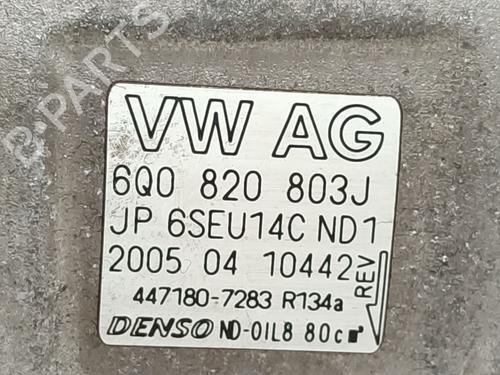 B-PARTS
VW AG
6Q0 820 803J
JP 6SEU14C ND1
2005 04 10442
REV
447180-7283 R134a
DENSO ND-OIL8 80cm³